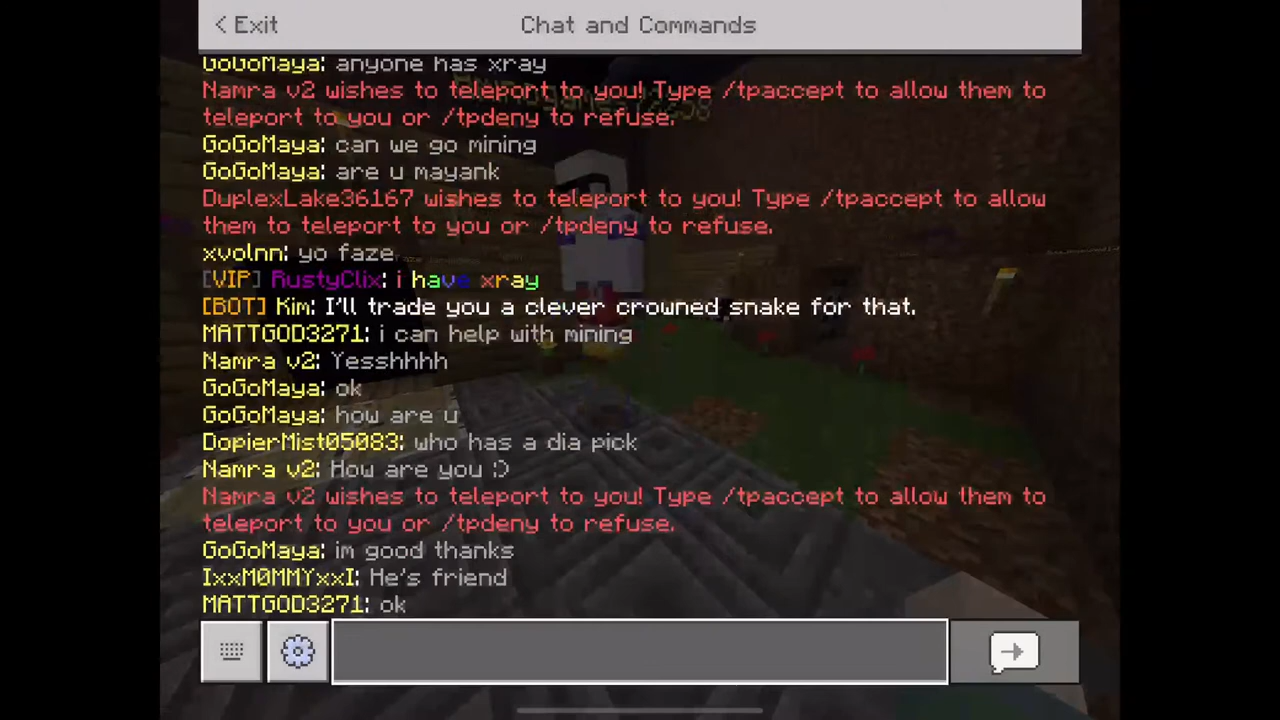 Exit
Chat and Commands
GoGoMaya: anyone has xray
Namra v2 wishes to teleport to you! Type /tpaccept to allow them to
teleport to you or /tpdeny to refuse.
GoGoMaya: can we go mining
GoGoMaya: are u mayank
DuplexLake36167 wishes to teleport to you! Type /tpaccept to allow
them to teleport to you or /tpdeny to refuse.
xvolnn: yo faze
[VIP] RustyClix: i have xray
[BOT] Kim: I'll trade you a clever crowned snake for that.
MATTGOD3271: i can help with mining
Namra v2: Yesshhhh
GoGoMaya: ok
GoGoMaya: how are u
DopierMist05083: who has a dia pick
Namra v2: How are you :D
Namra v2 wishes to teleport to you! Type /tpaccept to allow them to
teleport to you or /tpdeny to refuse.
GoGoMaya: im good thanks
IxxM0MMYxxI: He's friend
MATTGOD3271: ok